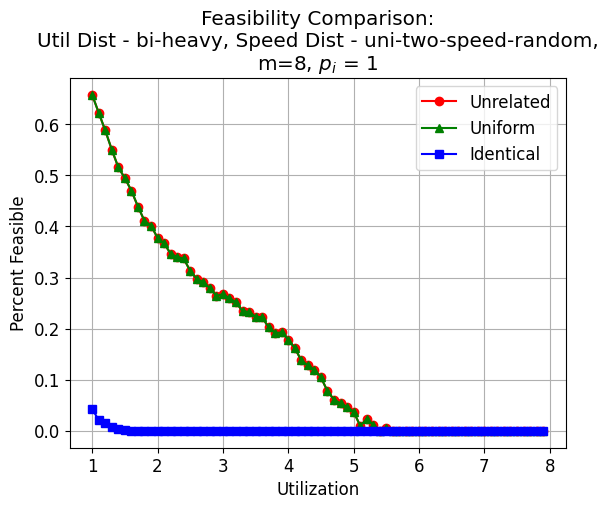 Feasibility Comparison:
Util Dist - bi-heavy, Speed Dist - uni-two-speed-random,
m=8, pᵢ = 1
Unrelated
Uniform
Identical
Percent Feasible
0.6
0.5
0.4
0.3
0.2
0.1
0.0
1 2 3 4 5 6 7 8
Utilization